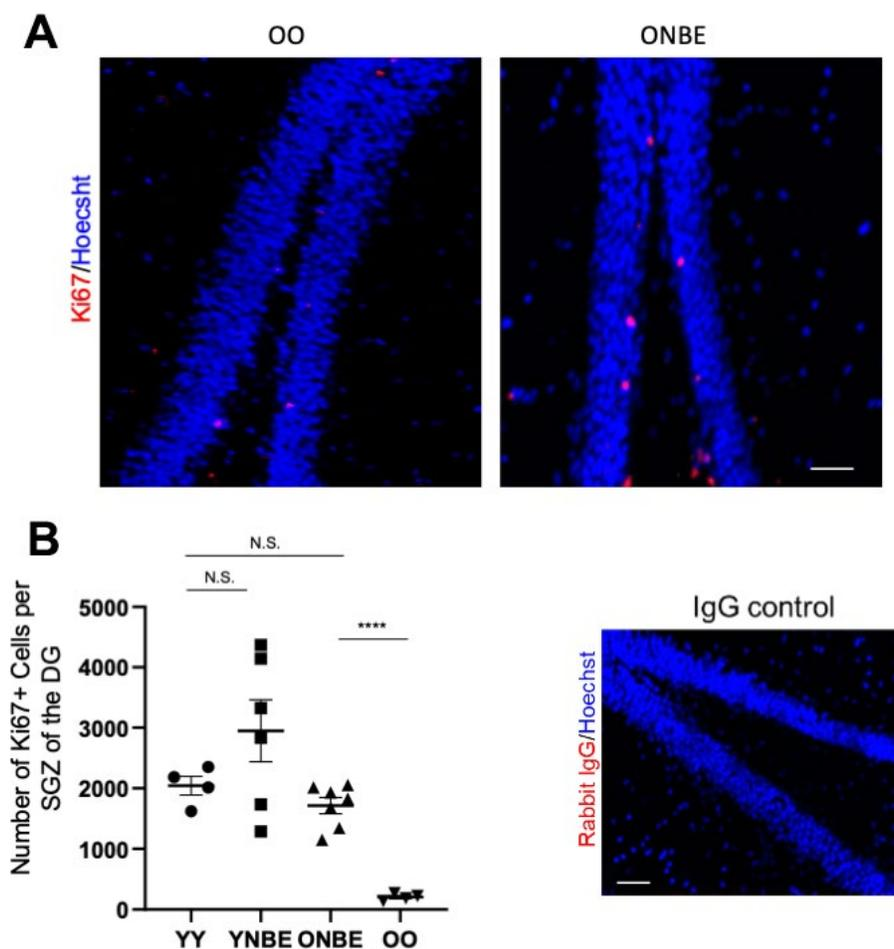 A
OO
ONBE
Ki67/Hoecsht
B
N.S.
N.S.
****
5000
4000
3000
2000
1000
0
Number of Ki67+ Cells per
SGZ of the DG
YY YNBE ONBE OO
IgG control
Rabbit IgG/Hoechst